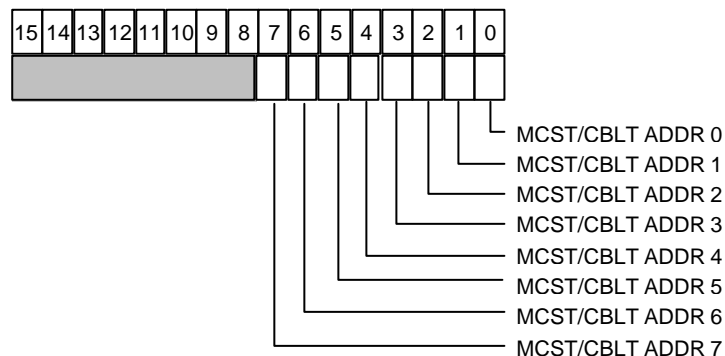 15 14 13 12 11 10 9 8 7 6 5 4 3 2 1 0
MCST/CBLT ADDR 0
MCST/CBLT ADDR 1
MCST/CBLT ADDR 2
MCST/CBLT ADDR 3
MCST/CBLT ADDR 4
MCST/CBLT ADDR 5
MCST/CBLT ADDR 6
MCST/CBLT ADDR 7